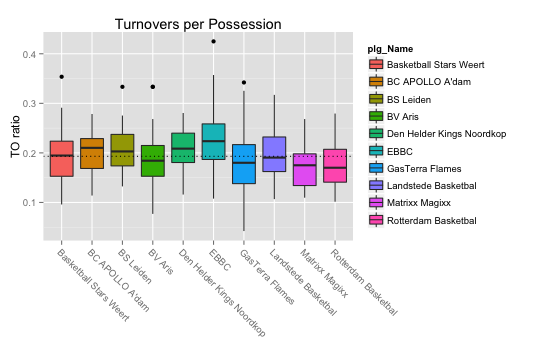 Turnovers per Possession
TO ratio
0.4
0.3
0.2
0.1
Basketball Stars Weert
BC APOLLO A'dam
BS Leiden
BV Aris
Den Helder Kings Noordkop
EBBC
GasTerra Flames
Landstede Basketbal
Matrixx Magixx
Rotterdam Basketbal
plg_Name
Basketball Stars Weert
BC APOLLO A'dam
BS Leiden
BV Aris
Den Helder Kings Noordkop
EBBC
GasTerra Flames
Landstede Basketbal
Matrixx Magixx
Rotterdam Basketbal